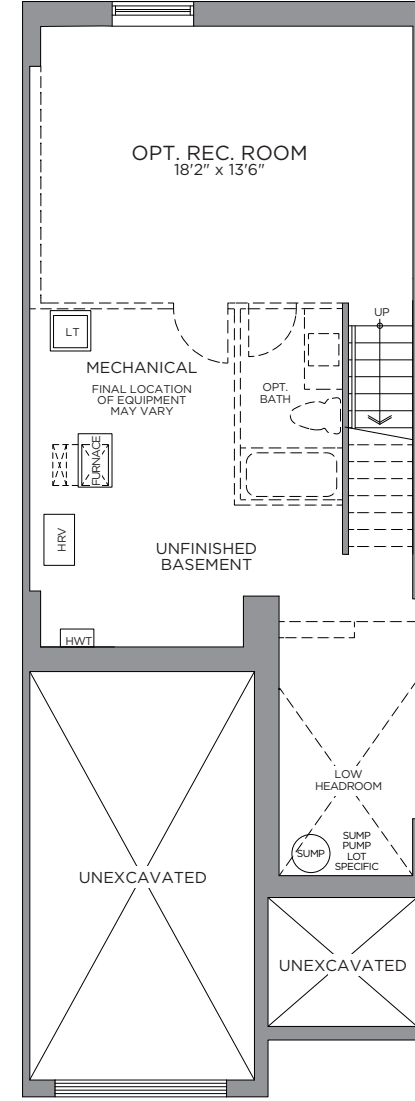 OPT. REC. ROOM
18'2" x 13'6"
UP
LT
MECHANICAL
FINAL LOCATION
OF EQUIPMENT
MAY VARY
OPT.
BATH
FURNACE
HRV
UNFINISHED
BASEMENT
HWT
LOW
HEADROOM
SUMP
SUMP
PUMP
LOT
SPECIFIC
UNEXCAVATED
UNEXCAVATED